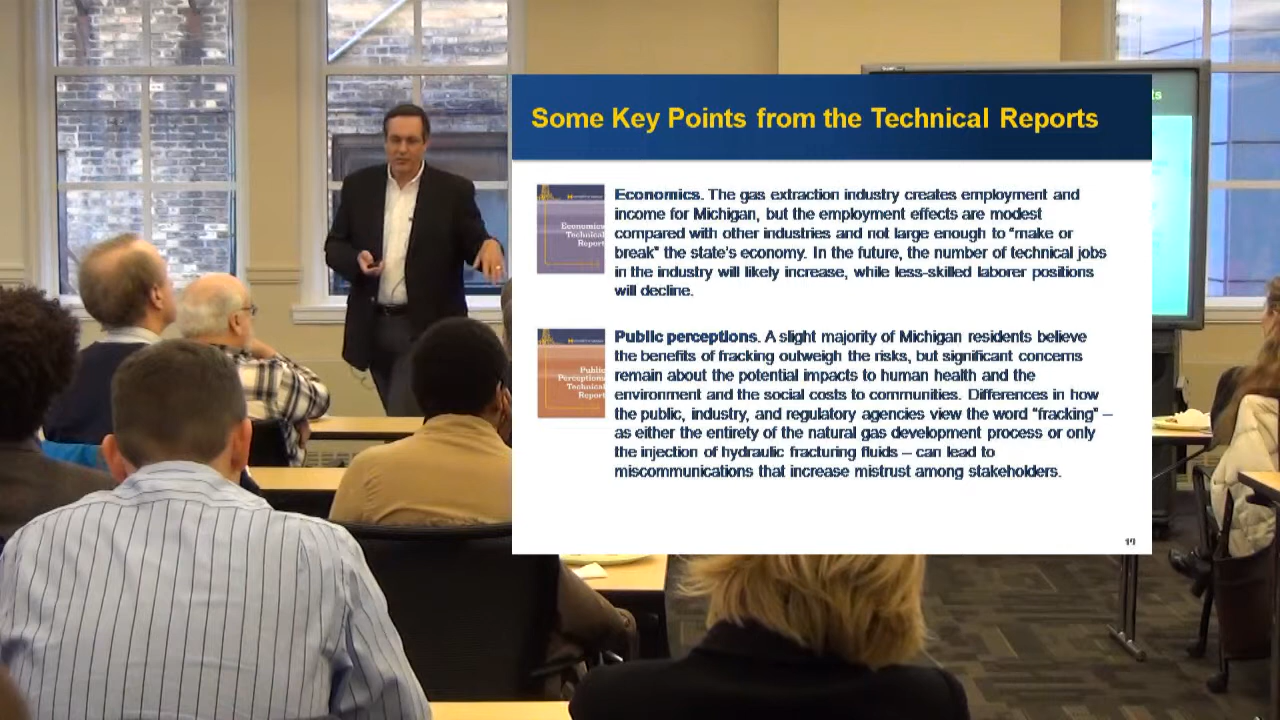 Some Key Points from the Technical Reports
ts
Economics. The gas extraction industry creates employment and
income for Michigan, but the employment effects are modest
compared with other industries and not large enough to “make or
break” the state’s economy. In the future, the number of technical jobs
in the industry will likely increase, while less-skilled laborer positions
will decline.
Economics
Technical
Report
Public perceptions. A slight majority of Michigan residents believe
the benefits of fracking outweigh the risks, but significant concerns
remain about the potential impacts to human health and the
environment and the social costs to communities. Differences in how
the public, industry, and regulatory agencies view the word “fracking” –
as either the entirety of the natural gas development process or only
the injection of hydraulic fracturing fluids – can lead to
miscommunications that increase mistrust among stakeholders.
Public
Perceptions
Technical
Report